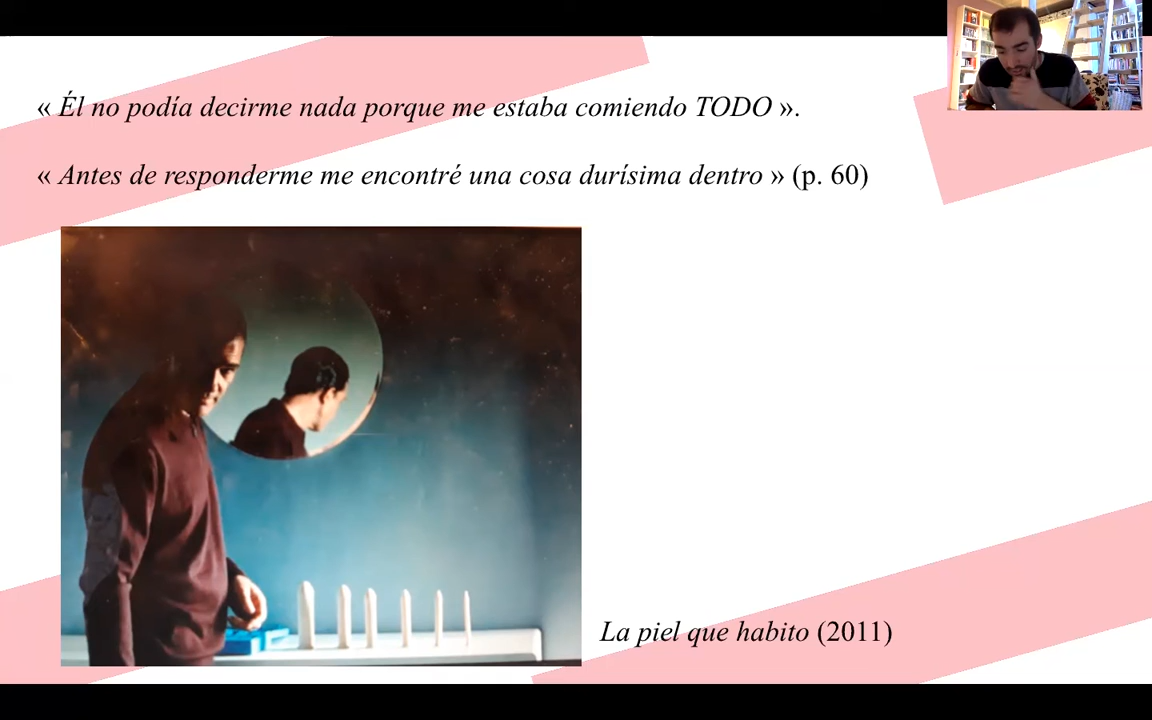 « Él no podía decirme nada porque me estaba comiendo TODO ».
« Antes de responderme me encontré una cosa durísima dentro » (p. 60)
La piel que habito (2011)